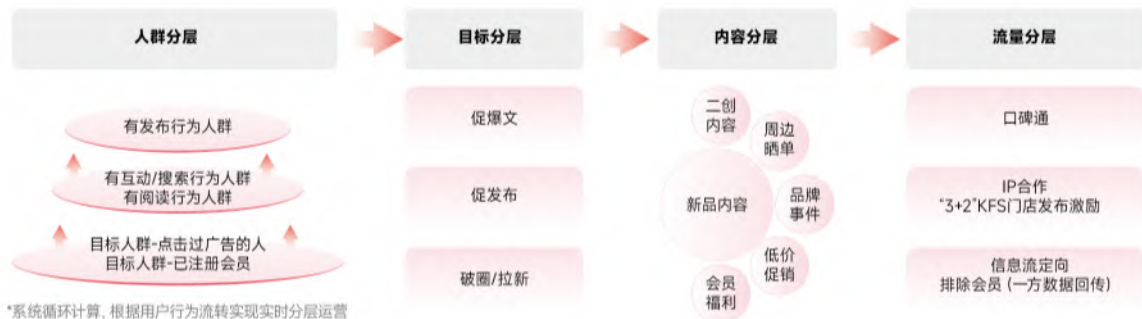 人群分层
目标分层
内容分层
流量分层
有发布行为人群
有互动/搜索行为人群
有阅读行为人群
目标人群-点击过广告的人
目标人群-已注册会员
*系统循环计算, 根据用户行为流转实现实时分层运营
促爆文
促发布
破圈/拉新
二创
内容
周边
晒单
新品内容
品牌
事件
低价
促销
会员
福利
口碑通
IP合作
“3+2”KFS门店发布激励
信息流定向
排除会员 (一方数据回传)